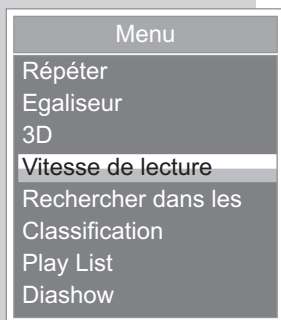 Menu
Répéter
Egaliseur
3D
Vitesse de lecture
Rechercher dans les
Classification
Play List
Diashow